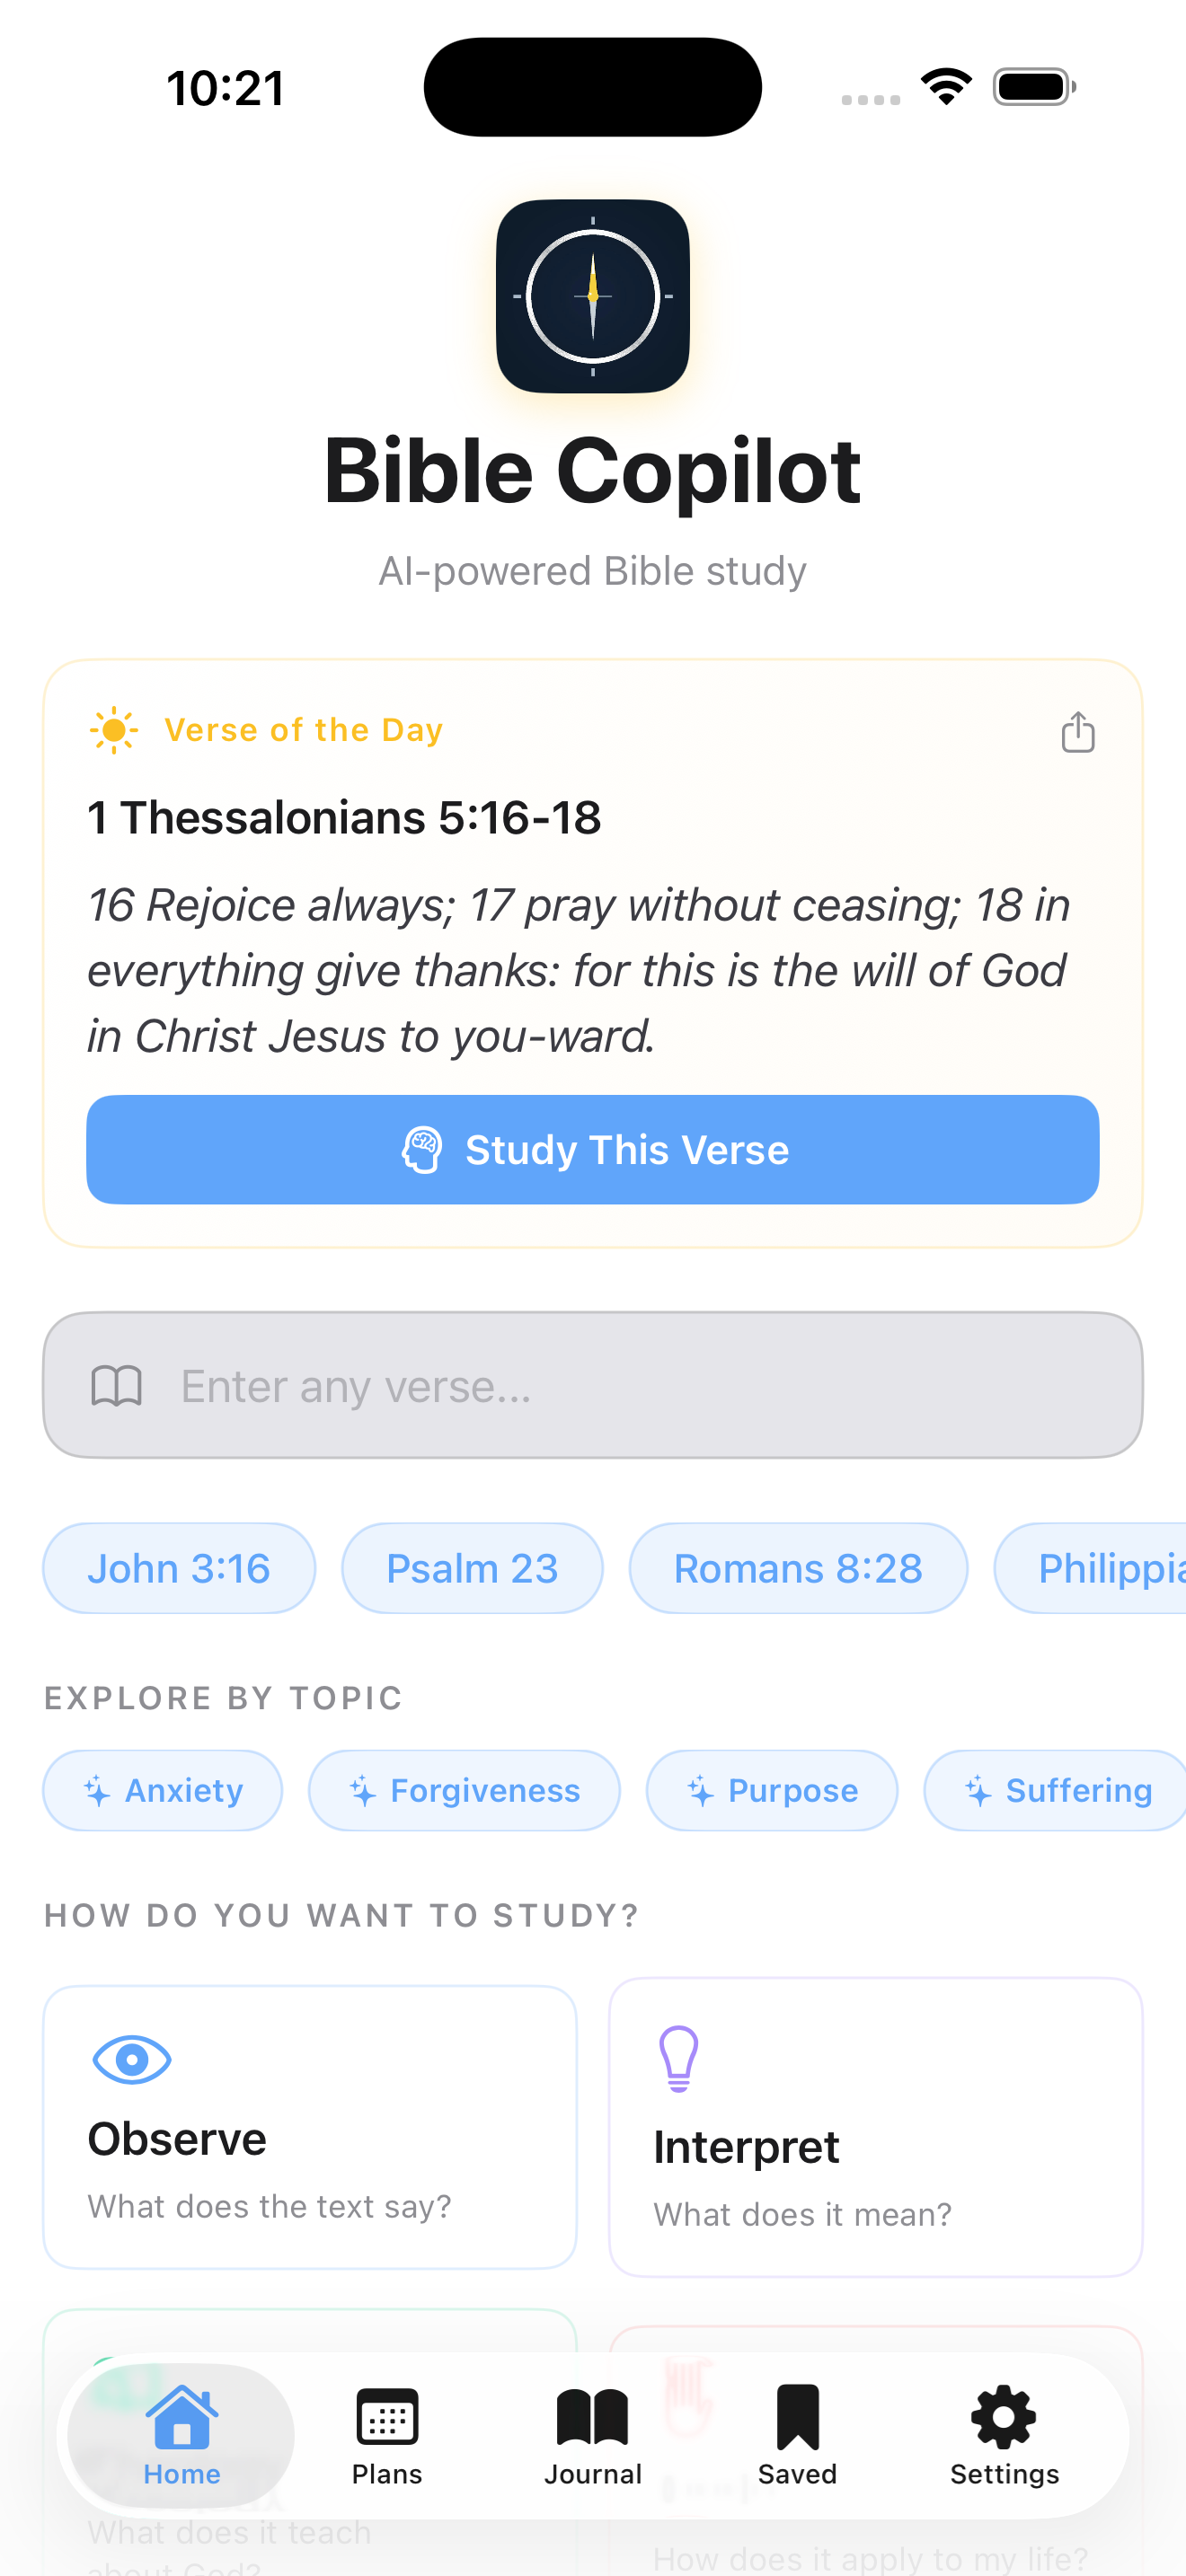 10:21
Bible Copilot
AI-powered Bible study
Verse of the Day
1 Thessalonians 5:16-18
16 Rejoice always; 17 pray without ceasing; 18 in
everything give thanks: for this is the will of God
in Christ Jesus to you-ward.
Study This Verse
Enter any verse...
John 3:16
Psalm 23
Romans 8:28
EXPLORE BY TOPIC
Anxiety
Forgiveness
Purpose
Suffering
HOW DO YOU WANT TO STUDY?
Observe
Interpret
What does the text say?
What does it mean?
Home
Plans
Journal
Saved
Settings
What does it teach
about God?
How does it apply to my life?